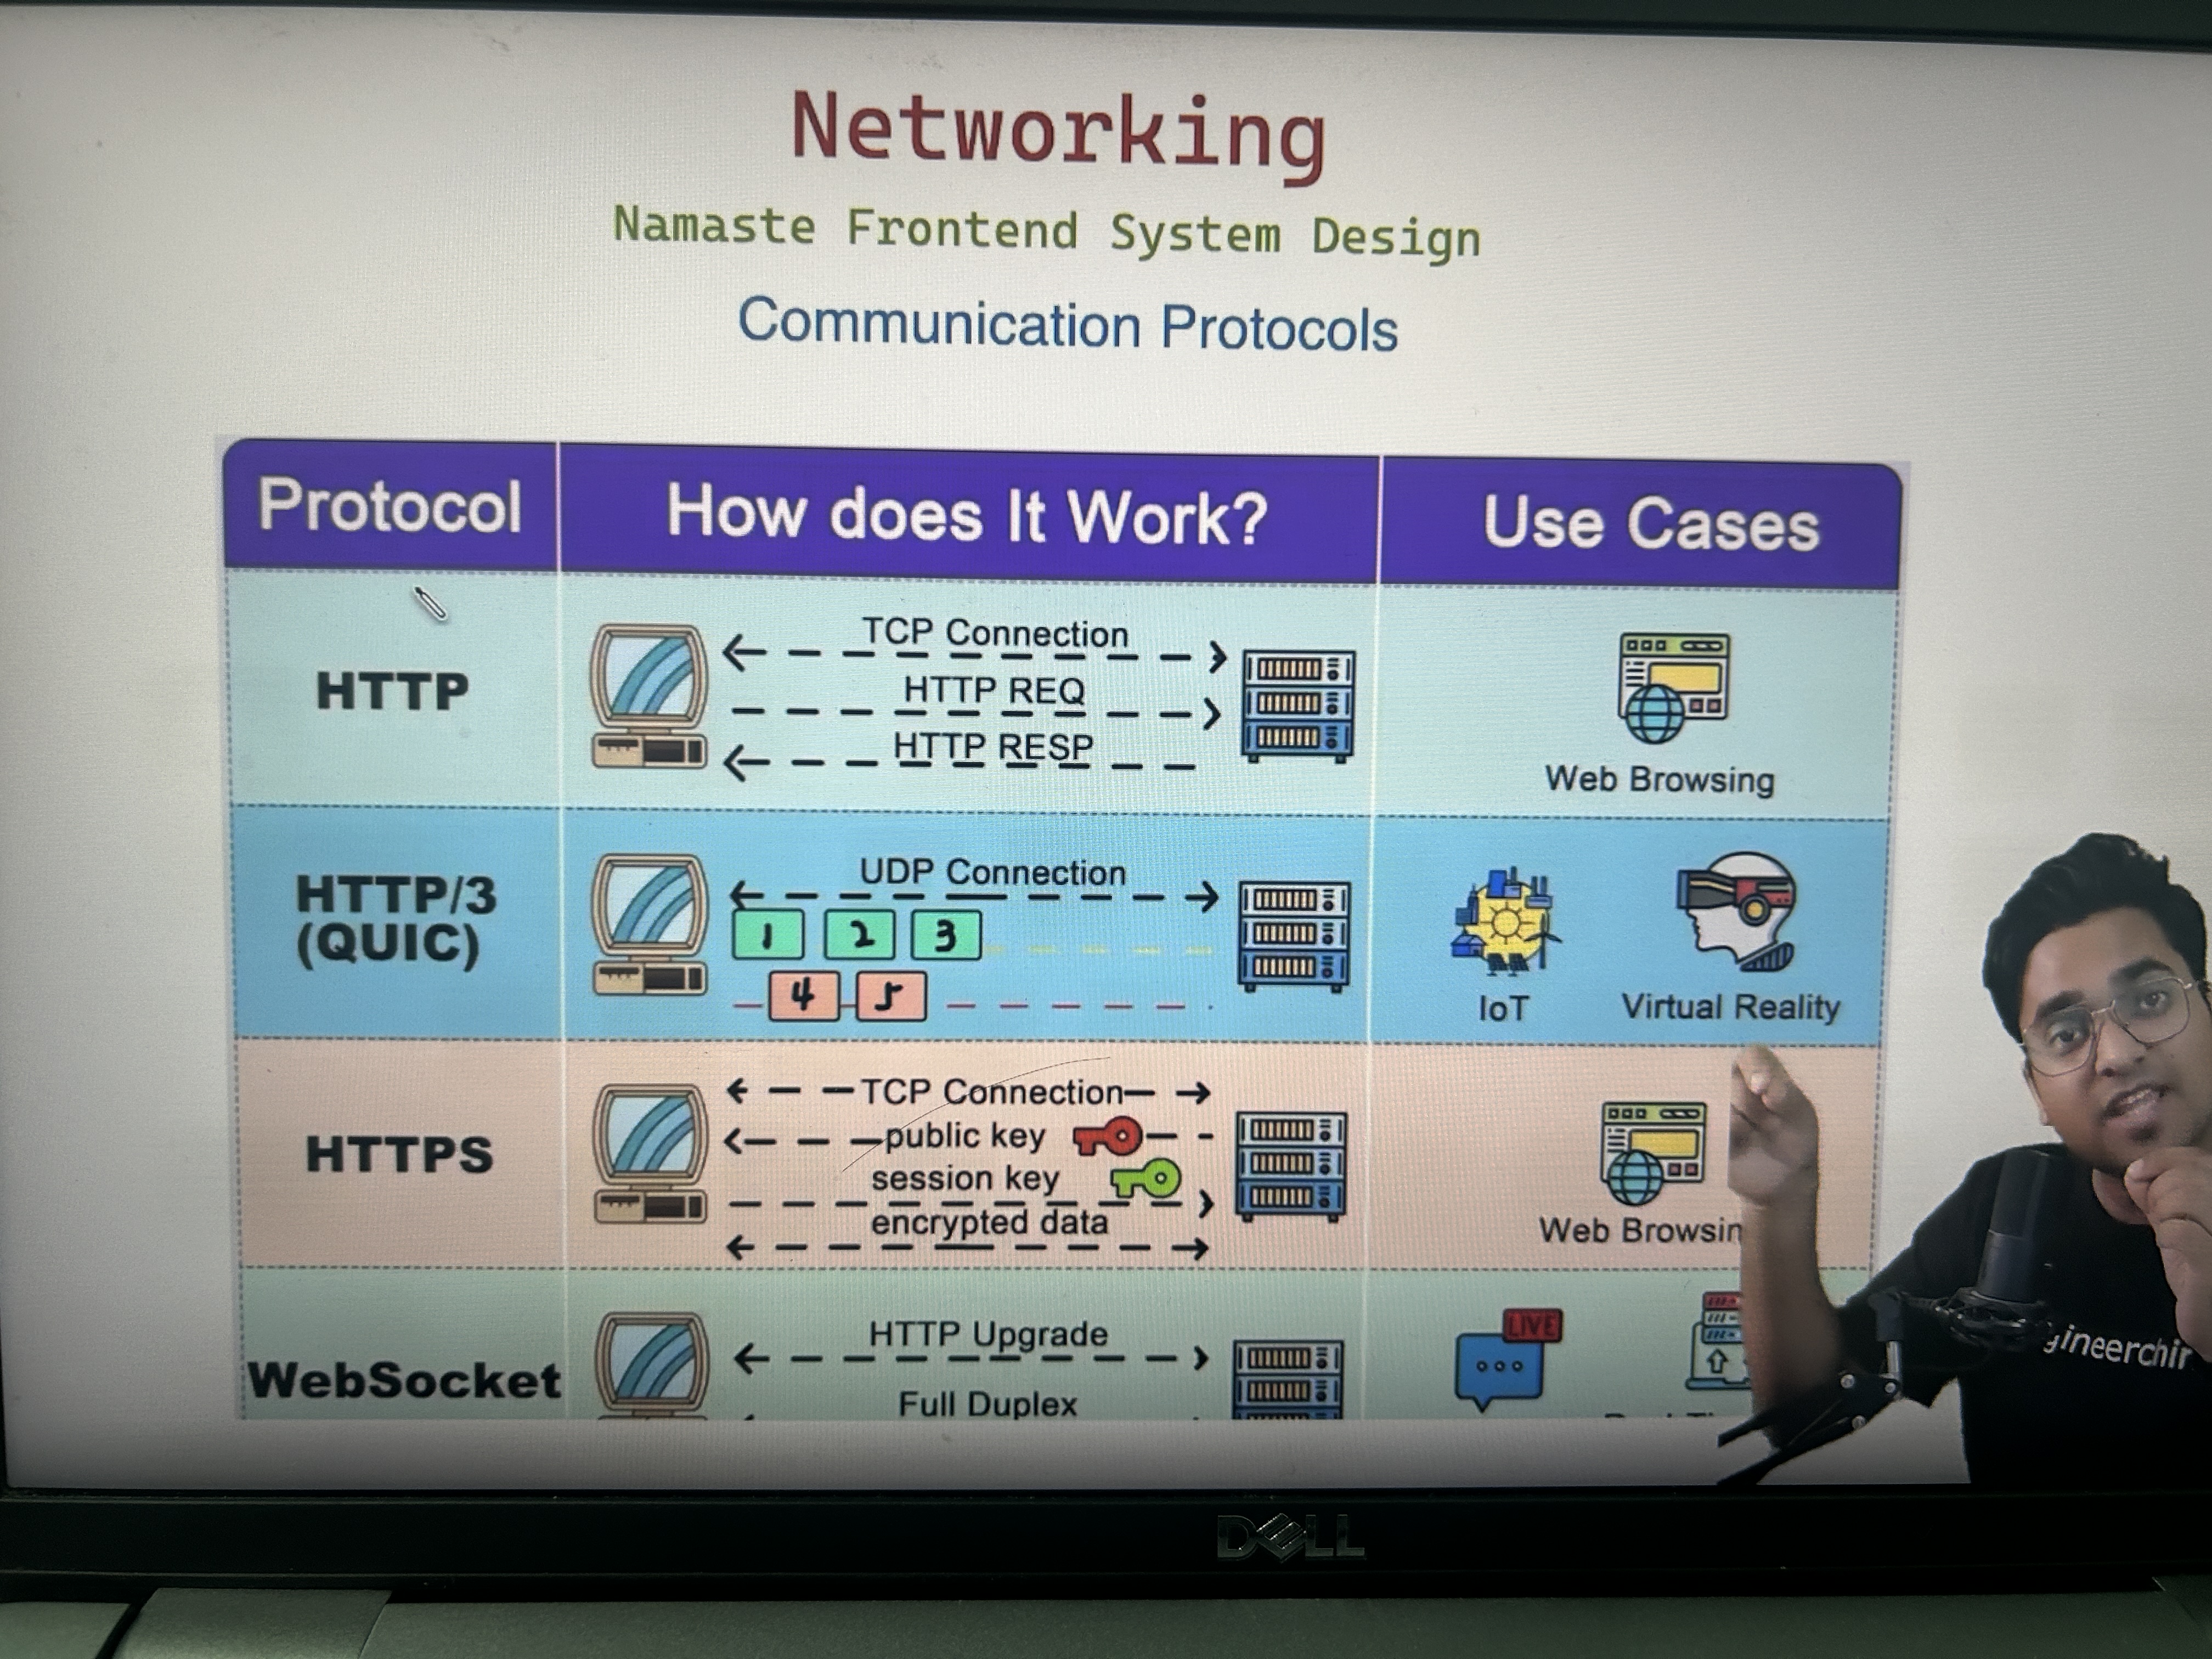 Networking
Namaste Frontend System Design
Communication Protocols
Protocol
How does It Work?
Use Cases
HTTP
TCP Connection
HTTP REQ
HTTP RESP
Web Browsing
HTTP/3
(QUIC)
UDP Connection
1 2 3
4 5
IoT
Virtual Reality
HTTPS
TCP Connection
public key
session key
encrypted data
Web Browsin
WebSocket
HTTP Upgrade
Full Duplex
LIVE
gineerchir
DELL